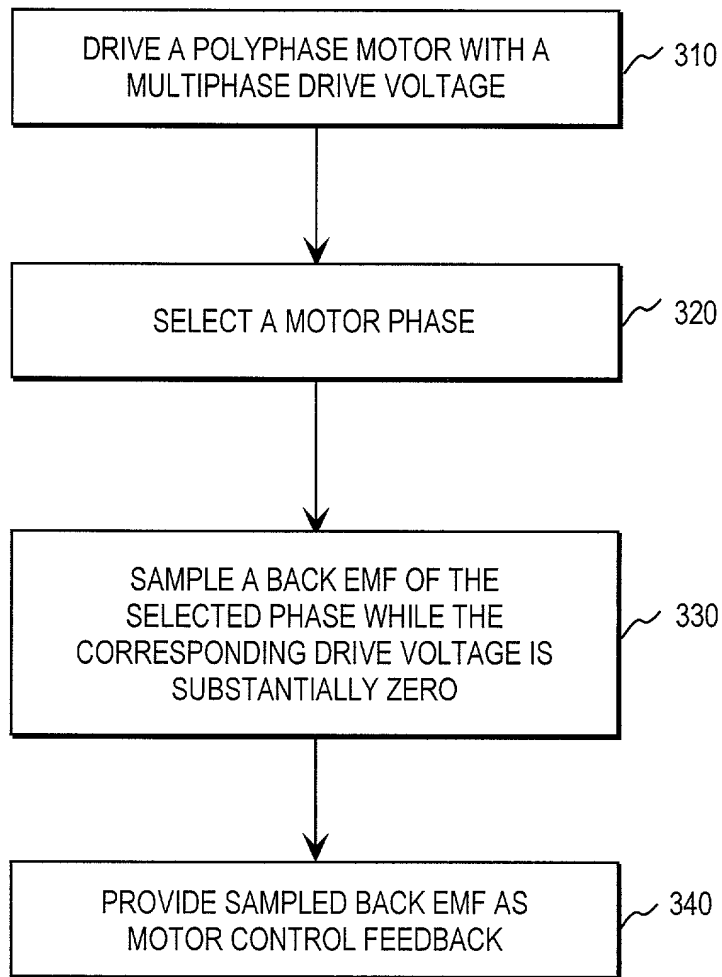 DRIVE A POLYPHASE MOTOR WITH A
MULTIPHASE DRIVE VOLTAGE
310
SELECT A MOTOR PHASE
320
SAMPLE A BACK EMF OF THE
SELECTED PHASE WHILE THE
CORRESPONDING DRIVE VOLTAGE IS
SUBSTANTIALLY ZERO
330
PROVIDE SAMPLED BACK EMF AS
MOTOR CONTROL FEEDBACK
340